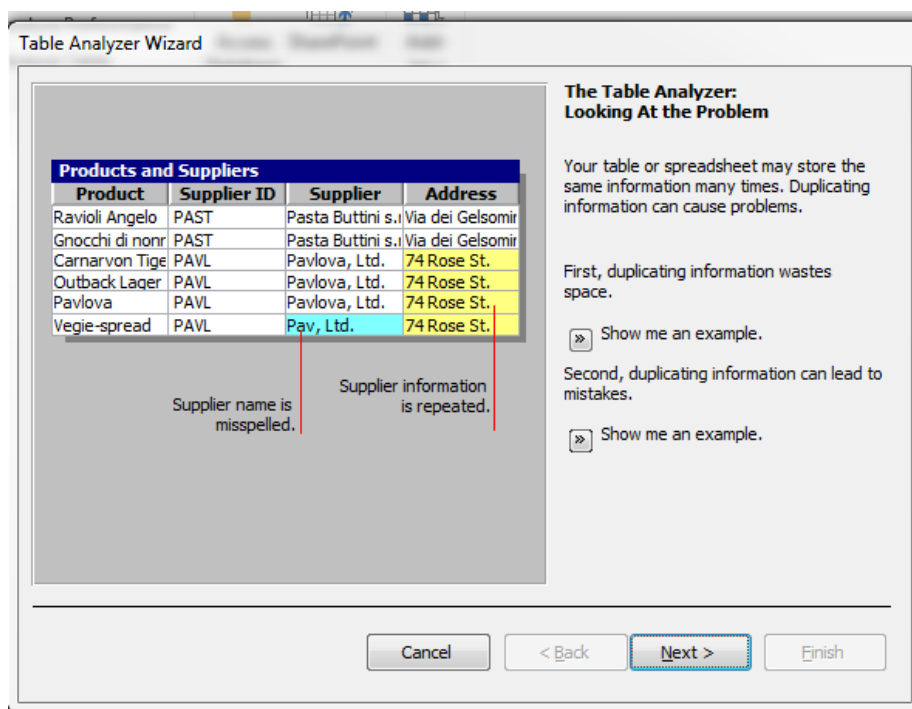 Table Analyzer Wizard
The Table Analyzer:
Looking At the Problem
Products and Suppliers
Product Supplier ID Supplier Address
Ravioli Angelo PAST Pasta Buttini s.r Via dei Gelsomin
Gnocchi di nonr PAST Pasta Buttini s.r Via dei Gelsomin
Carnarvon Tige PAVL Pavlova, Ltd. 74 Rose St.
Outback Lager PAVL Pavlova, Ltd. 74 Rose St.
Pavlova PAVL Pavlova, Ltd. 74 Rose St.
Vegie-spread PAVL Pav, Ltd. 74 Rose St.
Supplier name is
misspelled.
Supplier information
is repeated.
Your table or spreadsheet may store the
same information many times. Duplicating
information can cause problems.
First, duplicating information wastes
space.
Show me an example.
Second, duplicating information can lead to
mistakes.
Show me an example.
Cancel
< Back
Next >
Finish